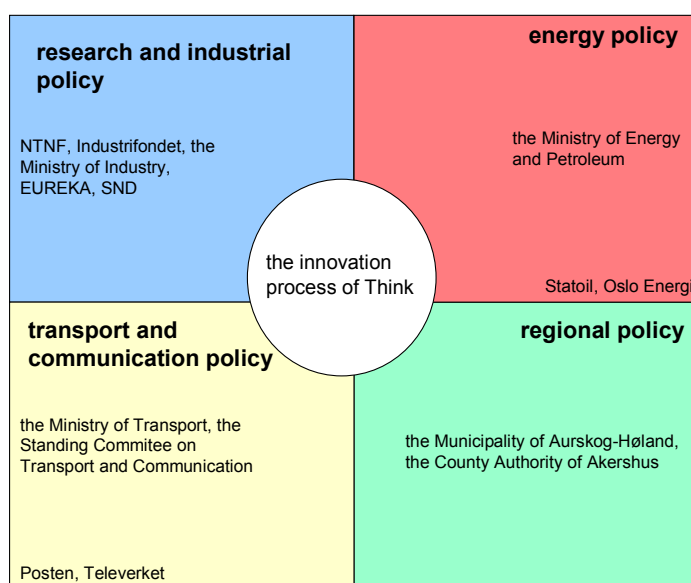 research and industrial
policy
NTNF, Industrifondet, the
Ministry of Industry,
EUREKA, SND
energy policy
the Ministry of Energy
and Petroleum
Statoil, Oslo Energi
the innovation
process of Think
transport and
communication policy
the Ministry of Transport, the
Standing Commitee on
Transport and Communication
Posten, Televerket
regional policy
the Municipality of Aurskog-Høland,
the County Authority of Akershus